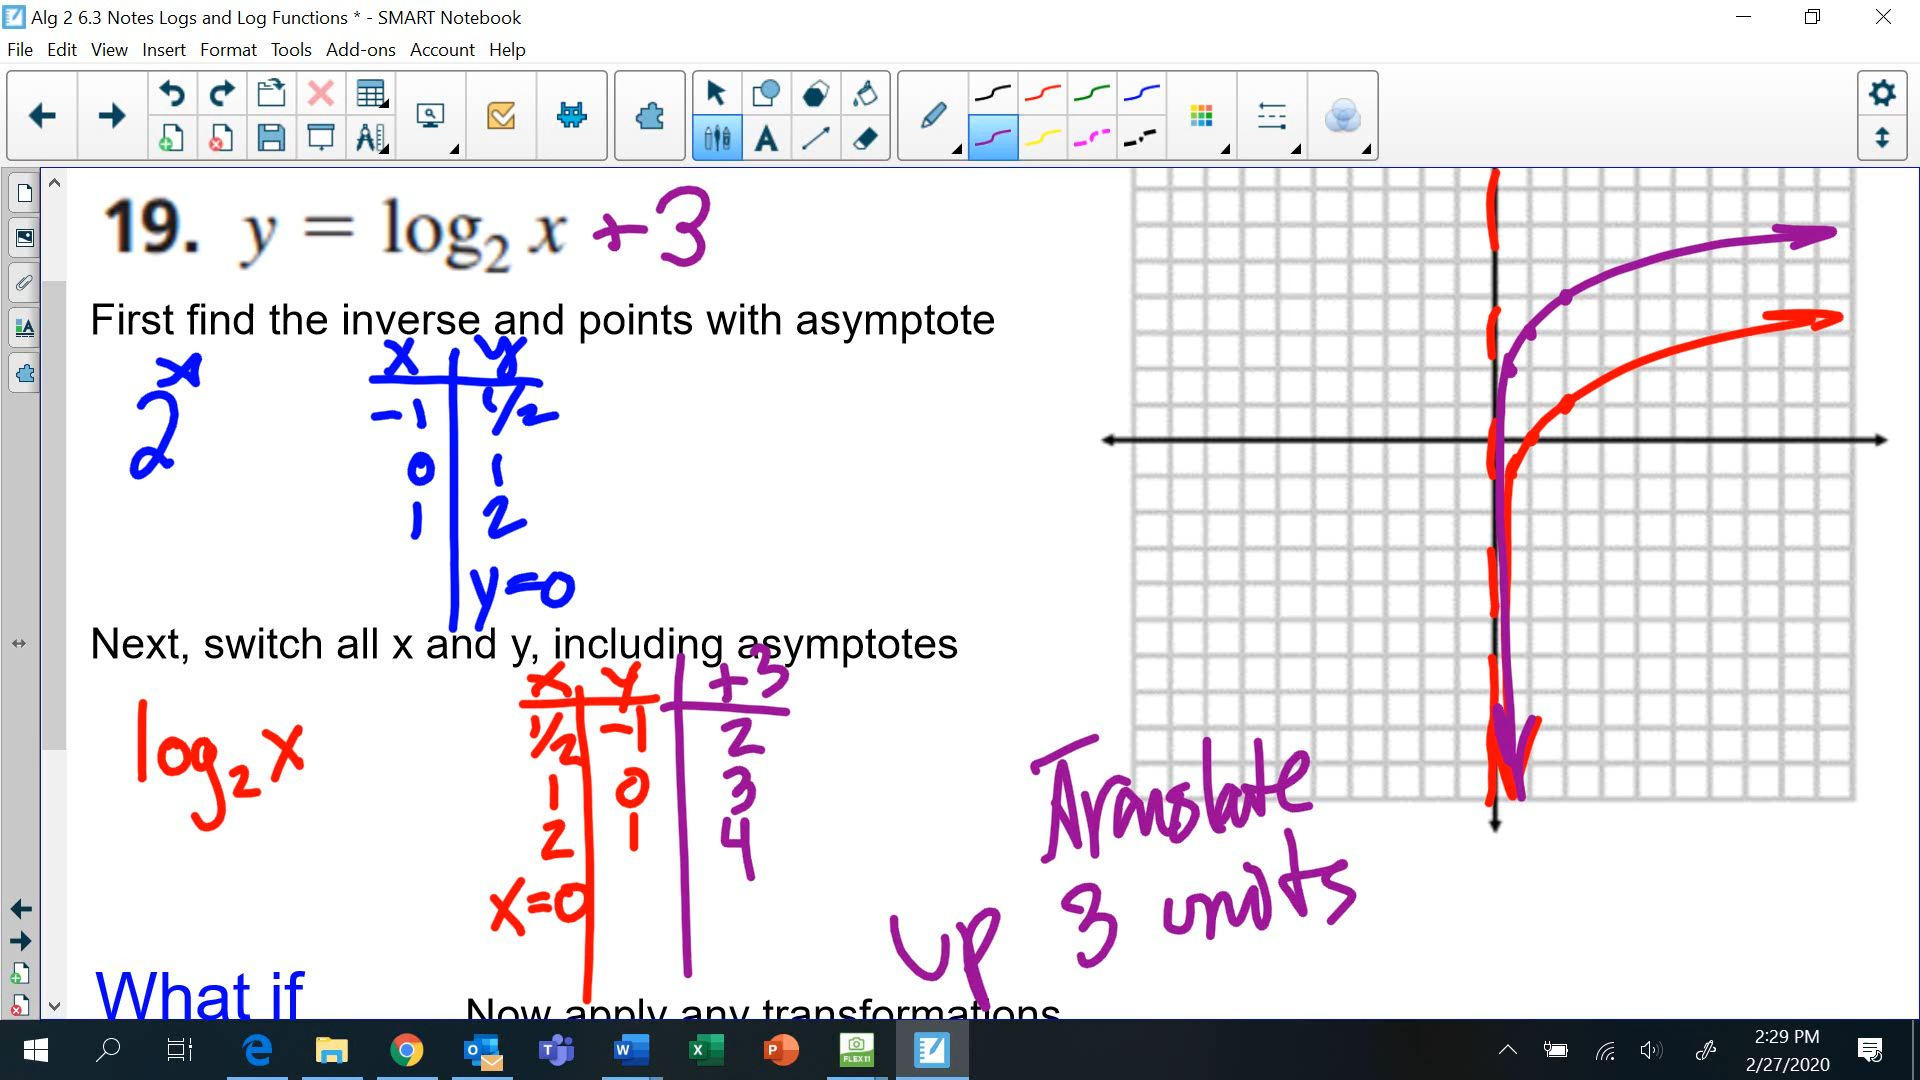 Alg 2 6.3 Notes Logs and Log Functions * - SMART Notebook
File Edit View Insert Format Tools Add-ons Account Help
19. y = log₂ x +3
First find the inverse and points with asymptote
2ˣ
x y
-1 1/2
0 1
1 2
y=0
Next, switch all x and y, including asymptotes
log₂x
x y +3
1/2 -1 2
1 0 3
2 1 4
x=0
Translate
up 3 units
What if
Now apply any transformations
2:29 PM
2/27/2020